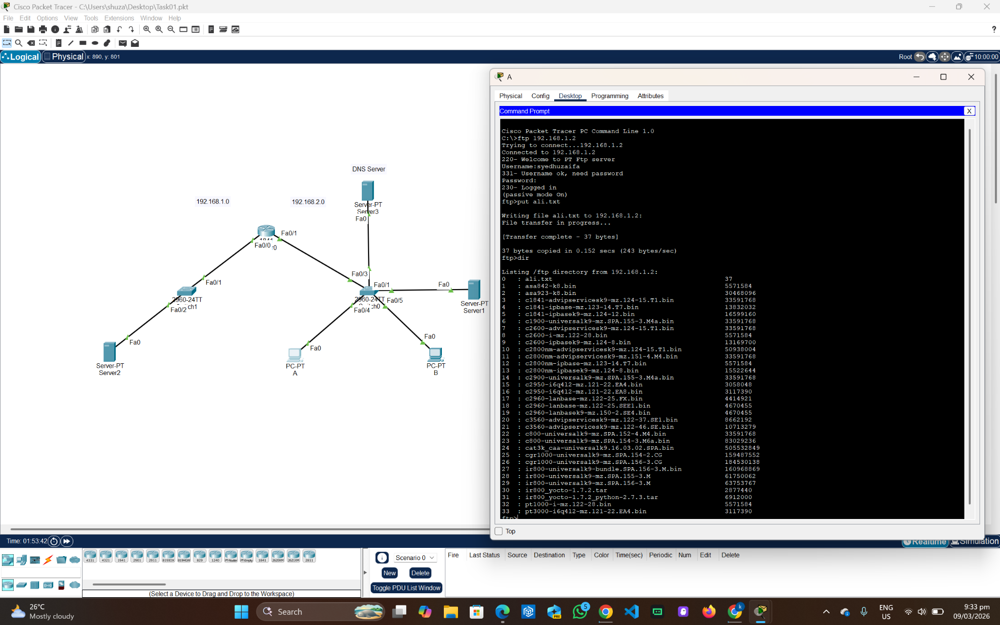 Cisco Packet Tracer - C:\Users\shuza\Desktop\Task01.pkt
File Edit Options View Tools Extensions Window Help
?
Logical Physical x: 890, y: 801
Root 10:00:00
DNS Server
192.168.1.0
192.168.2.0
Server-PT
Server3
Fa0
Fa0/1
1841
Fa0/0
r0
Fa0/3
Fa0/1
Fa0
Fa0/1
2960-24TT
ch1
Fa0/2
2960-24TT
ch0
Fa0/5
Fa0/4
Server-PT
Server1
Fa0
Fa0
Fa0
Server-PT
Server2
PC-PT
A
PC-PT
B
A
Physical Config Desktop Programming Attributes
Command Prompt
X
Cisco Packet Tracer PC Command Line 1.0
C:\>ftp 192.168.1.2
Trying to connect...192.168.1.2
Connected to 192.168.1.2
220- Welcome to PT Ftp server
Username:syedhuzaifa
331- Username ok, need password
Password:
230- Logged in
(passive mode On)
ftp>put ali.txt
Writing file ali.txt to 192.168.1.2:
File transfer in progress...
[Transfer complete - 37 bytes]
37 bytes copied in 0.152 secs (243 bytes/sec)
ftp>dir
Listing /ftp directory from 192.168.1.2:
0 : ali.txt 37
1 : asa842-k8.bin 5571584
2 : asa923-k8.bin 30468096
3 : c1841-advipservicesk9-mz.124-15.T1.bin 33591768
4 : c1841-ipbase-mz.123-14.T7.bin 13832032
5 : c1841-ipbasek9-mz.124-12.bin 16599160
6 : c1900-universalk9-mz.SPA.155-3.M4a.bin 33591768
7 : c2600-advipservicesk9-mz.124-15.T1.bin 33591768
8 : c2600-i-mz.122-28.bin 5571584
9 : c2600-ipbasek9-mz.124-8.bin 13169700
10 : c2800nm-advipservicesk9-mz.124-15.T1.bin 50938004
11 : c2800nm-advipservicesk9-mz.151-4.M4.bin 33591768
12 : c2800nm-ipbase-mz.123-14.T7.bin 5571584
13 : c2800nm-ipbasek9-mz.124-8.bin 15522644
14 : c2900-universalk9-mz.SPA.155-3.M4a.bin 33591768
15 : c2950-i6q4l2-mz.121-22.EA4.bin 3058048
16 : c2950-i6q4l2-mz.121-22.EA8.bin 3117390
17 : c2960-lanbase-mz.122-25.FX.bin 4414921
18 : c2960-lanbase-mz.122-25.SEE1.bin 4670455
19 : c2960-lanbasek9-mz.150-2.SE4.bin 4670455
20 : c3560-advipservicesk9-mz.122-37.SE1.bin 8662192
21 : c3560-advipservicesk9-mz.122-46.SE.bin 10713279
22 : c800-universalk9-mz.SPA.152-4.M4.bin 33591768
23 : c800-universalk9-mz.SPA.154-3.M6a.bin 83029236
24 : cat3k_caa-universalk9.16.03.02.SPA.bin 505532849
25 : cgr1000-universalk9-mz.SPA.154-2.CG 159487552
26 : cgr1000-universalk9-mz.SPA.156-3.CG 184530138
27 : ir800-universalk9-bundle.SPA.156-3.M.bin 160968869
28 : ir800-universalk9-mz.SPA.155-3.M 61750062
29 : ir800-universalk9-mz.SPA.156-3.M 63753767
30 : ir800_yocto-1.7.2.tar 2877440
31 : ir800_yocto-1.7.2_python-2.7.3.tar 6912000
32 : pt1000-i-mz.122-28.bin 5571584
33 : pt3000-i6q4l2-mz.121-22.EA4.bin 3117390
ftp>
Top
Time: 01:53:42
Realtime Simulation
4331 4321 1941 2901 2911 819IOX 819HGW 829 1240 PT-Router PT-Empty 1841 2620XM 2621XM 2811
(Select a Device to Drag and Drop to the Workspace)
Scenario 0
New Delete
Toggle PDU List Window
Fire Last Status Source Destination Type Color Time(sec) Periodic Num Edit Delete
26°C
Mostly cloudy
Search
PRE
5
k
ENG
US
9:33 pm
09/03/2026